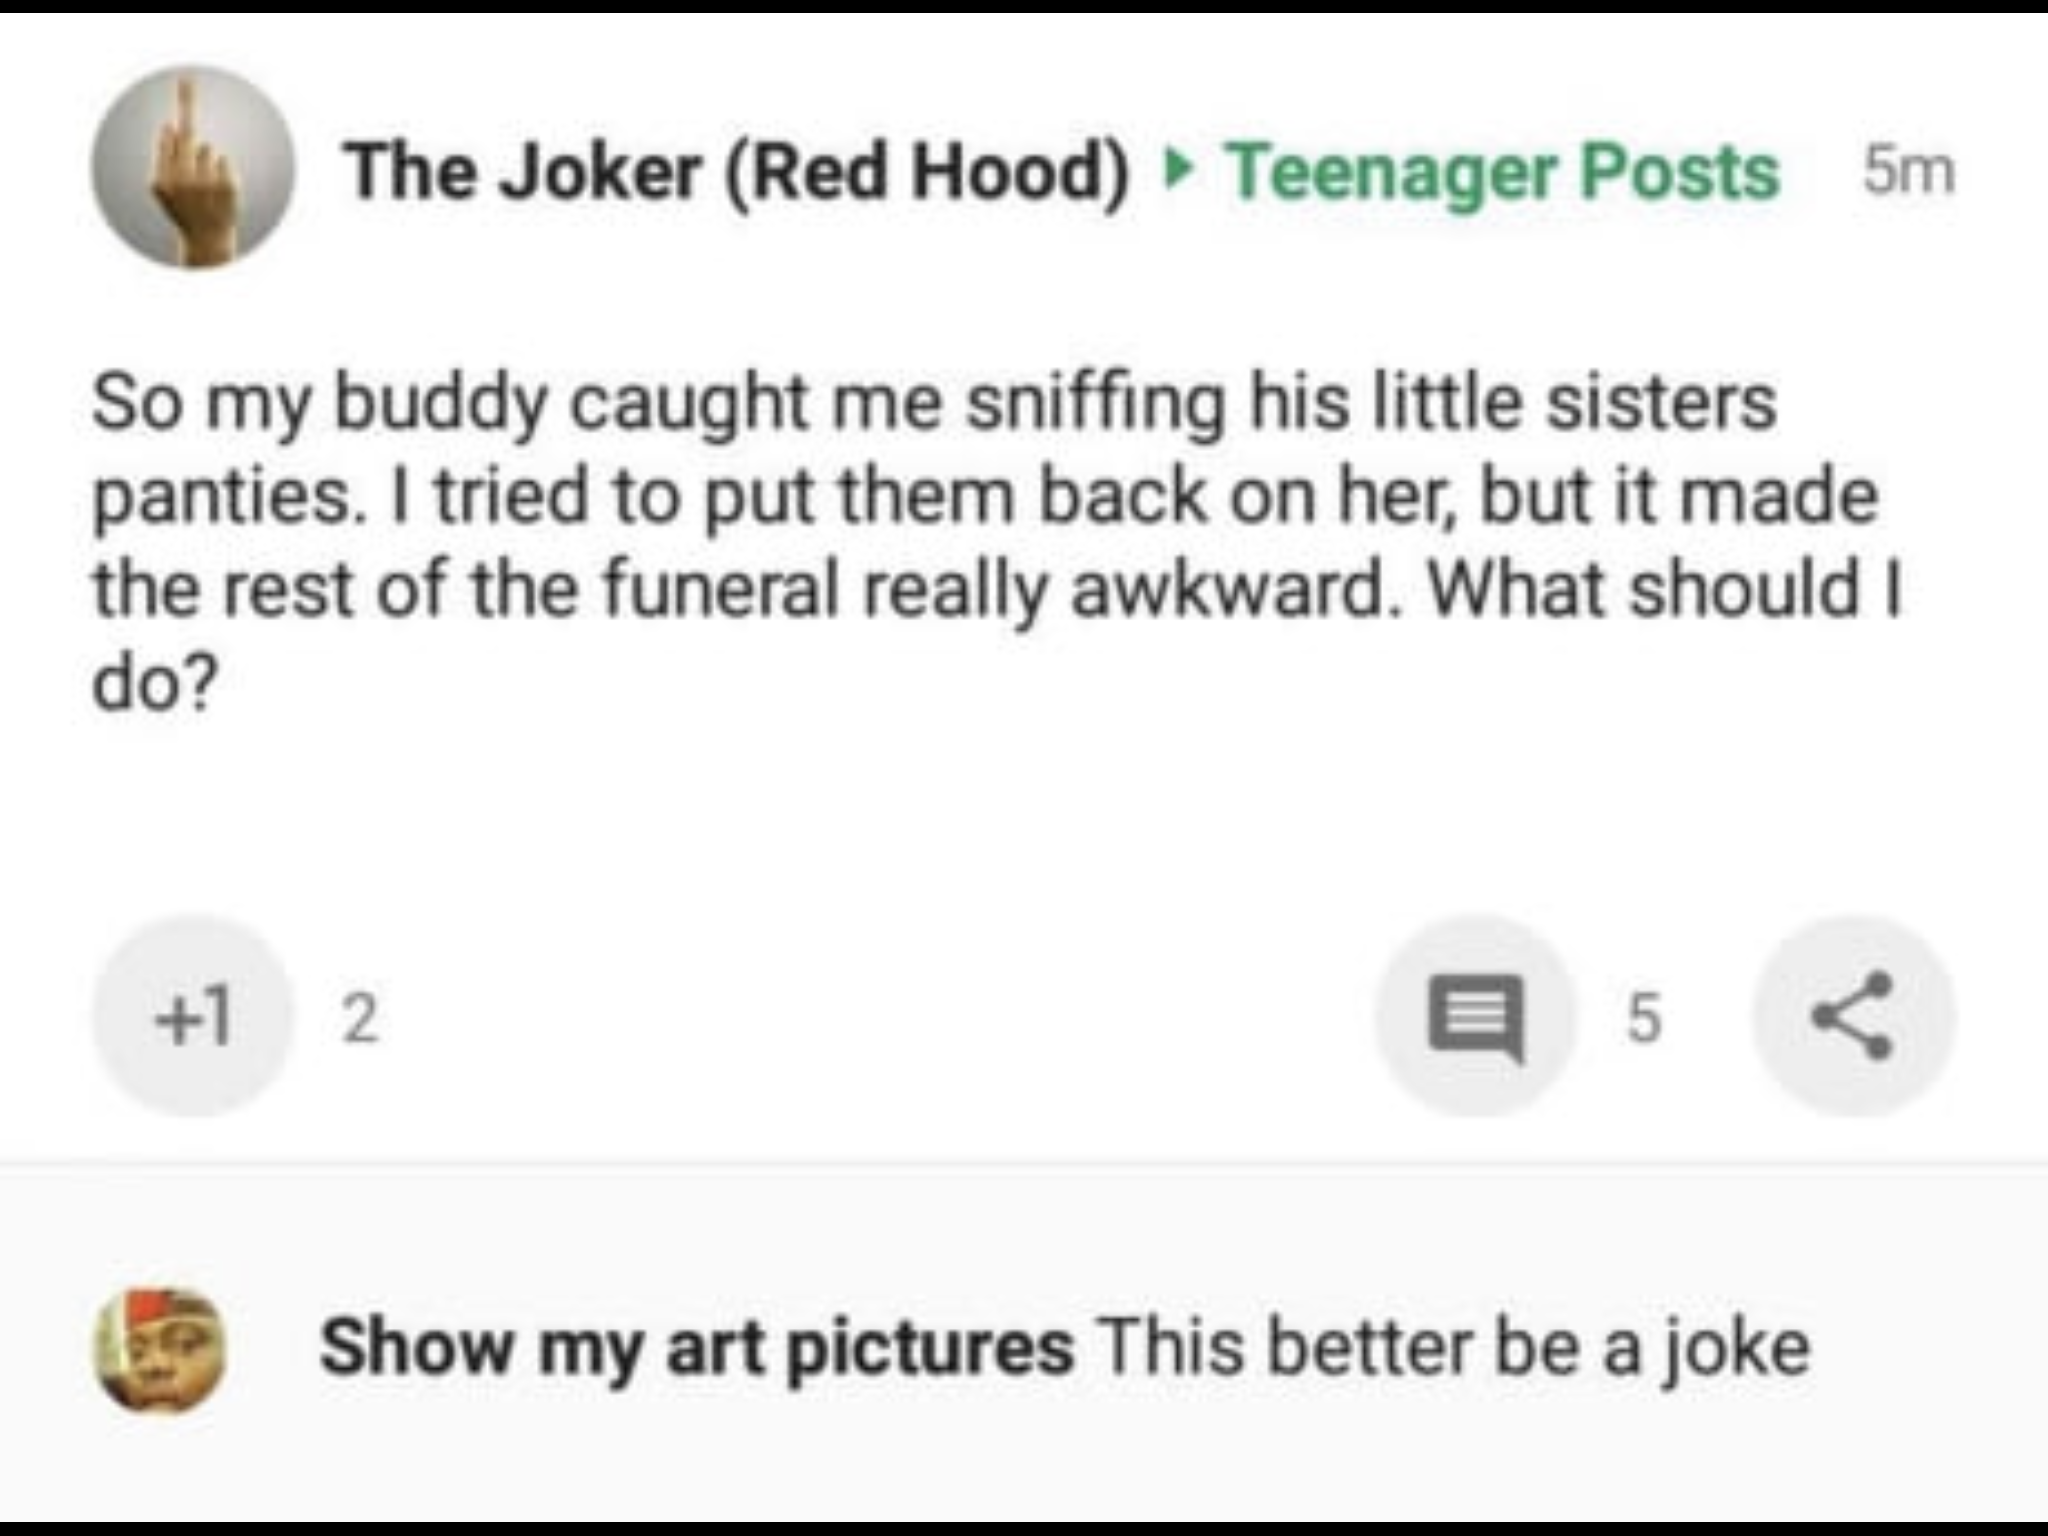 The Joker (Red Hood) ▸ Teenager Posts 5m
So my buddy caught me sniffing his little sisters
panties. I tried to put them back on her, but it made
the rest of the funeral really awkward. What should I
do?
+1 2 5
Show my art pictures This better be a joke